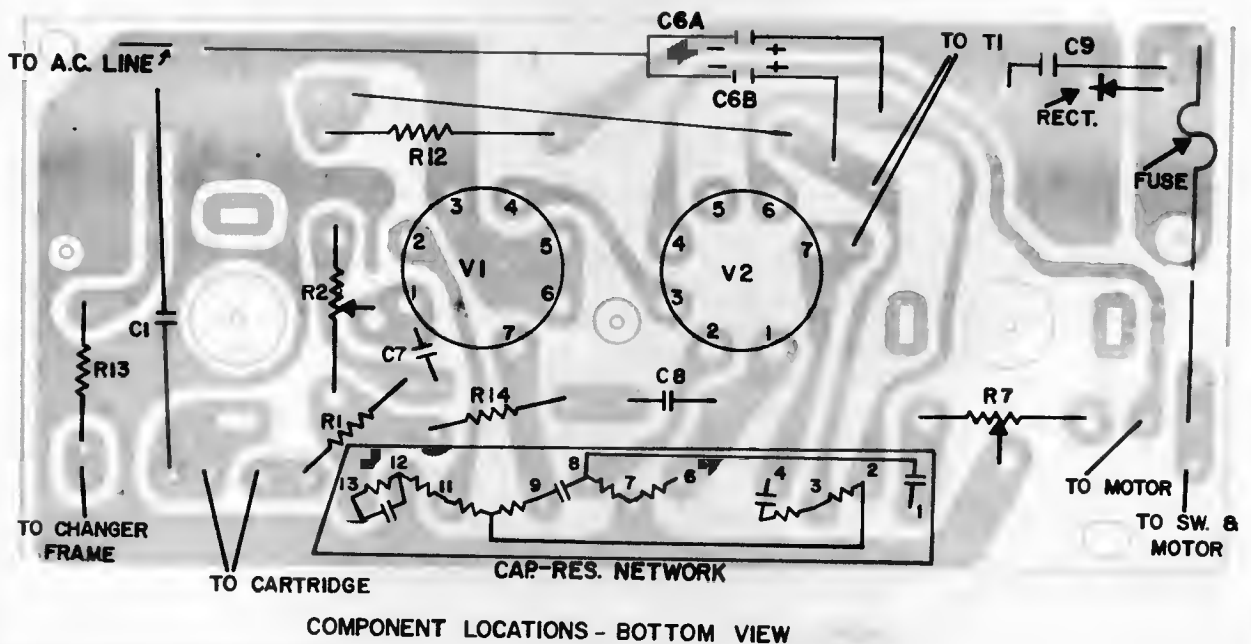 C6A
TO A.C. LINE
- +
- +
C6B
TO T1
C9
RECT.
FUSE
R12
3 4
2 5
V1
1 6
7
5 6
4 7
V2
3
2 1
R2
C1
R13
C7
R1
R14
C8
R7
13 12 11 9 8 7 6 4 3 2 1
TO CHANGER
FRAME
TO CARTRIDGE
CAP.-RES. NETWORK
TO MOTOR
TO SW. &
MOTOR
COMPONENT LOCATIONS - BOTTOM VIEW